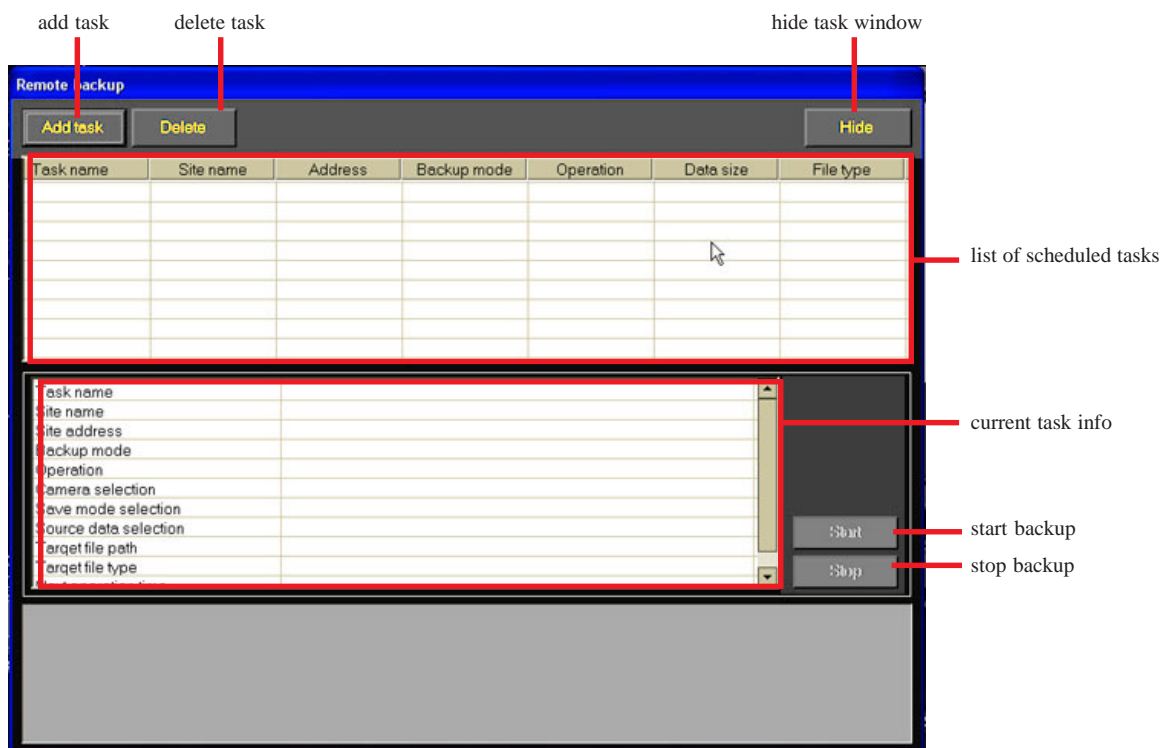 add task delete task hide task window
Remote backup
Add task Delete Hide
Task name Site name Address Backup mode Operation Data size File type
list of scheduled tasks
Task name
Site name
Site address
current task info
Backup mode
Operation
Camera selection
Save mode selection
Source data selection
Start start backup
Target file path
Target file type
Stop stop backup